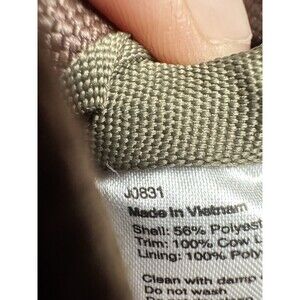 J0831
Made in Vietnam
Shell: 56% Polyest
Trim: 100% Cow L
Lining: 100% Poly
Clean with damp
Do not wash